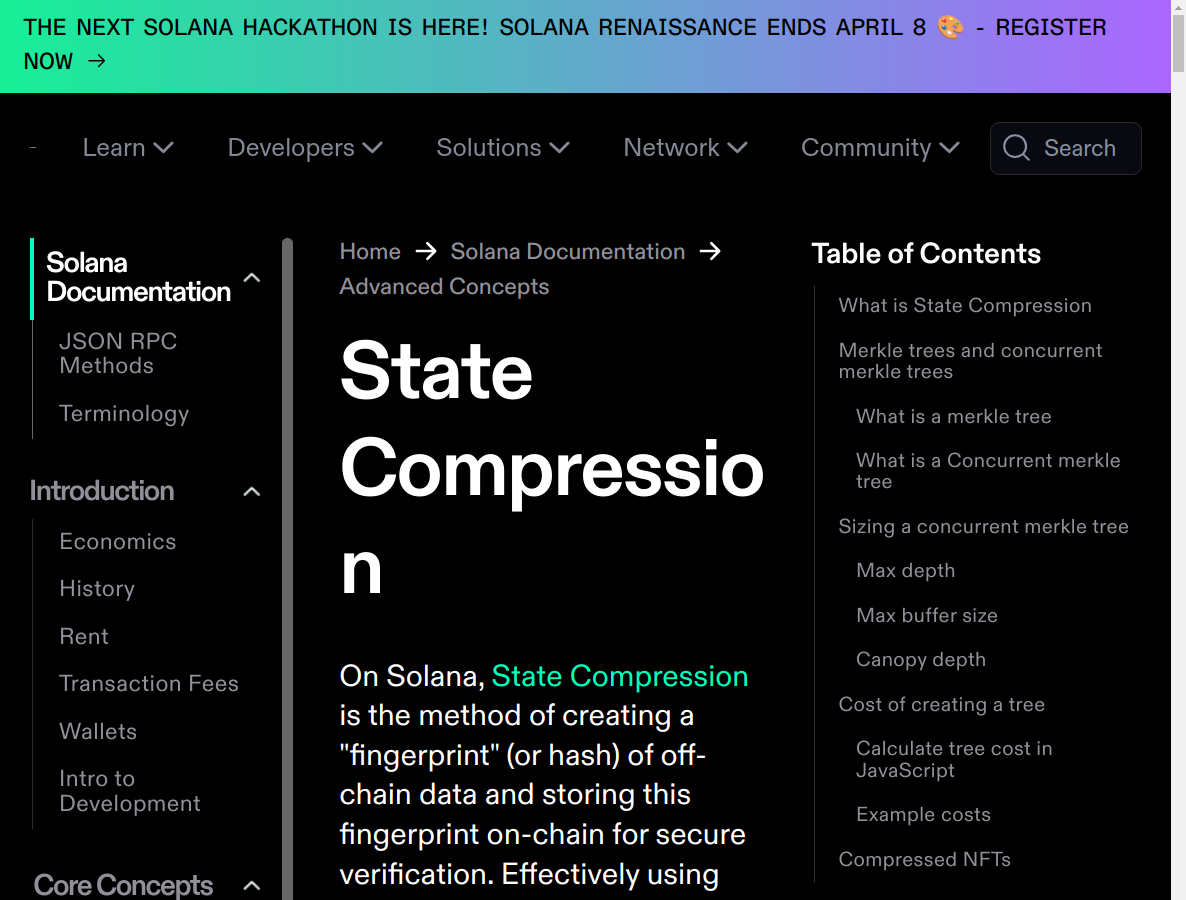 THE NEXT SOLANA HACKATHON IS HERE! SOLANA RENAISSANCE ENDS APRIL 8 🎨 - REGISTER
NOW →
Learn
Developers
Solutions
Network
Community
Search
Solana
Documentation
JSON RPC
Methods
Terminology
Introduction
Economics
History
Rent
Transaction Fees
Wallets
Intro to
Development
Core Concepts
Home → Solana Documentation →
Advanced Concepts
State
Compressio
n
On Solana, State Compression
is the method of creating a
"fingerprint" (or hash) of off-
chain data and storing this
fingerprint on-chain for secure
verification. Effectively using
Table of Contents
What is State Compression
Merkle trees and concurrent
merkle trees
What is a merkle tree
What is a Concurrent merkle
tree
Sizing a concurrent merkle tree
Max depth
Max buffer size
Canopy depth
Cost of creating a tree
Calculate tree cost in
JavaScript
Example costs
Compressed NFTs